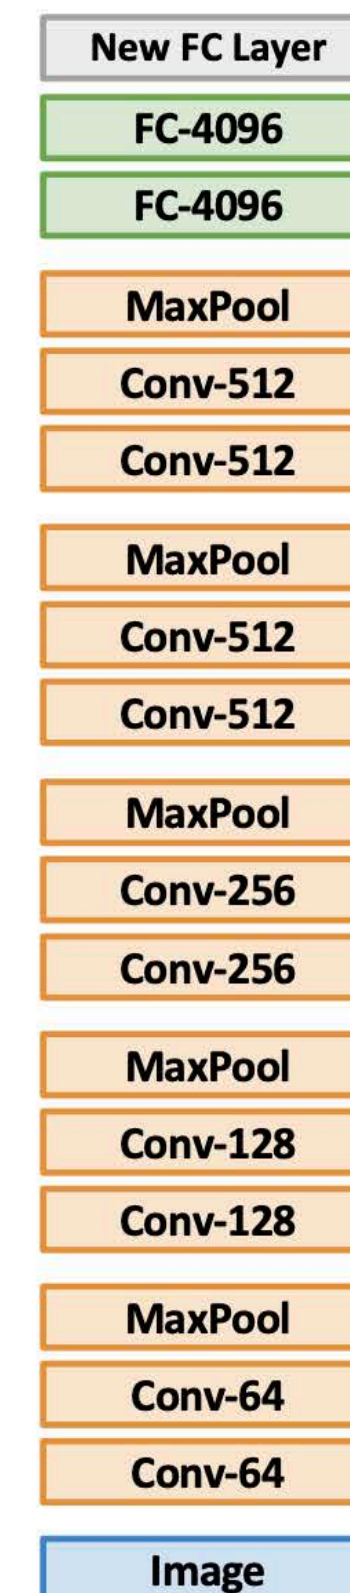 New FC Layer
FC-4096
FC-4096
MaxPool
Conv-512
Conv-512
MaxPool
Conv-512
Conv-512
MaxPool
Conv-256
Conv-256
MaxPool
Conv-128
Conv-128
MaxPool
Conv-64
Conv-64
Image